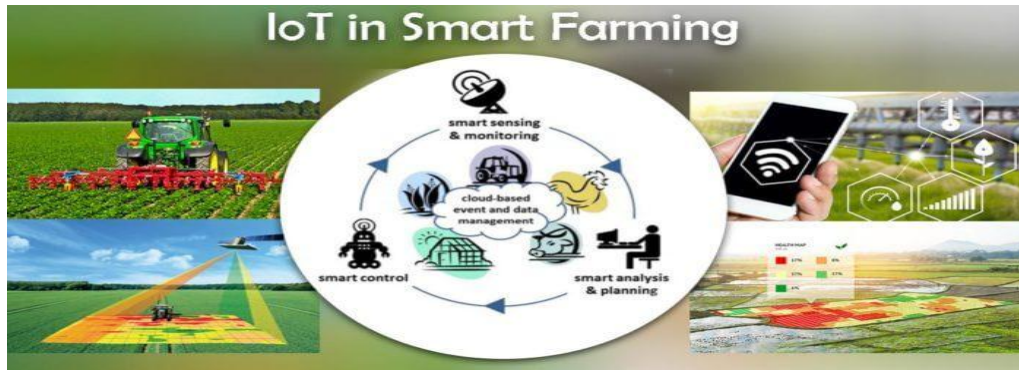 IoT in Smart Farming
smart sensing
& monitoring
cloud-based
event and data
management
smart control
smart analysis
& planning
HEALTH MAP